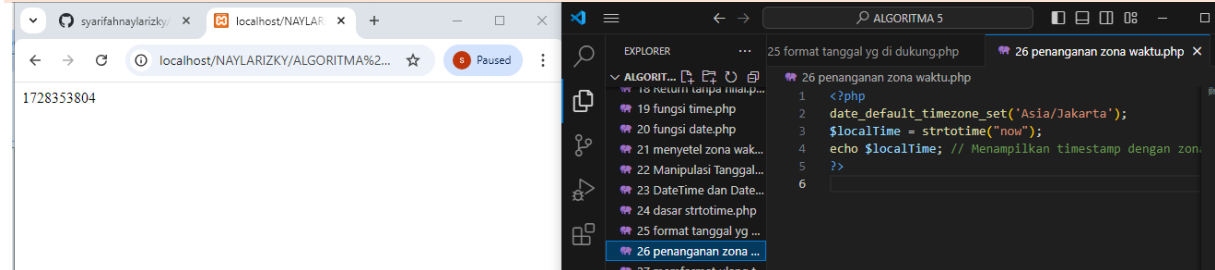 syarifahnaylarizky/
localhost/NAYLAR
localhost/NAYLARIZKY/ALGORITMA%2...
S
Paused
1728353804
ALGORITMA 5
EXPLORER
ALGORIT...
18 Return tanpa nilai.p...
19 fungsi time.php
20 fungsi date.php
21 menyetel zona wak...
22 Manipulasi Tanggal...
23 DateTime dan Date...
24 dasar strtotime.php
25 format tanggal yg ...
26 penanganan zona ...
25 format tanggal yg di dukung.php
26 penanganan zona waktu.php
26 penanganan zona waktu.php
1 <?php
2 date_default_timezone_set('Asia/Jakarta');
3 $localTime = strtotime("now");
4 echo $localTime; // Menampilkan timestamp dengan zona
5 ?>
6